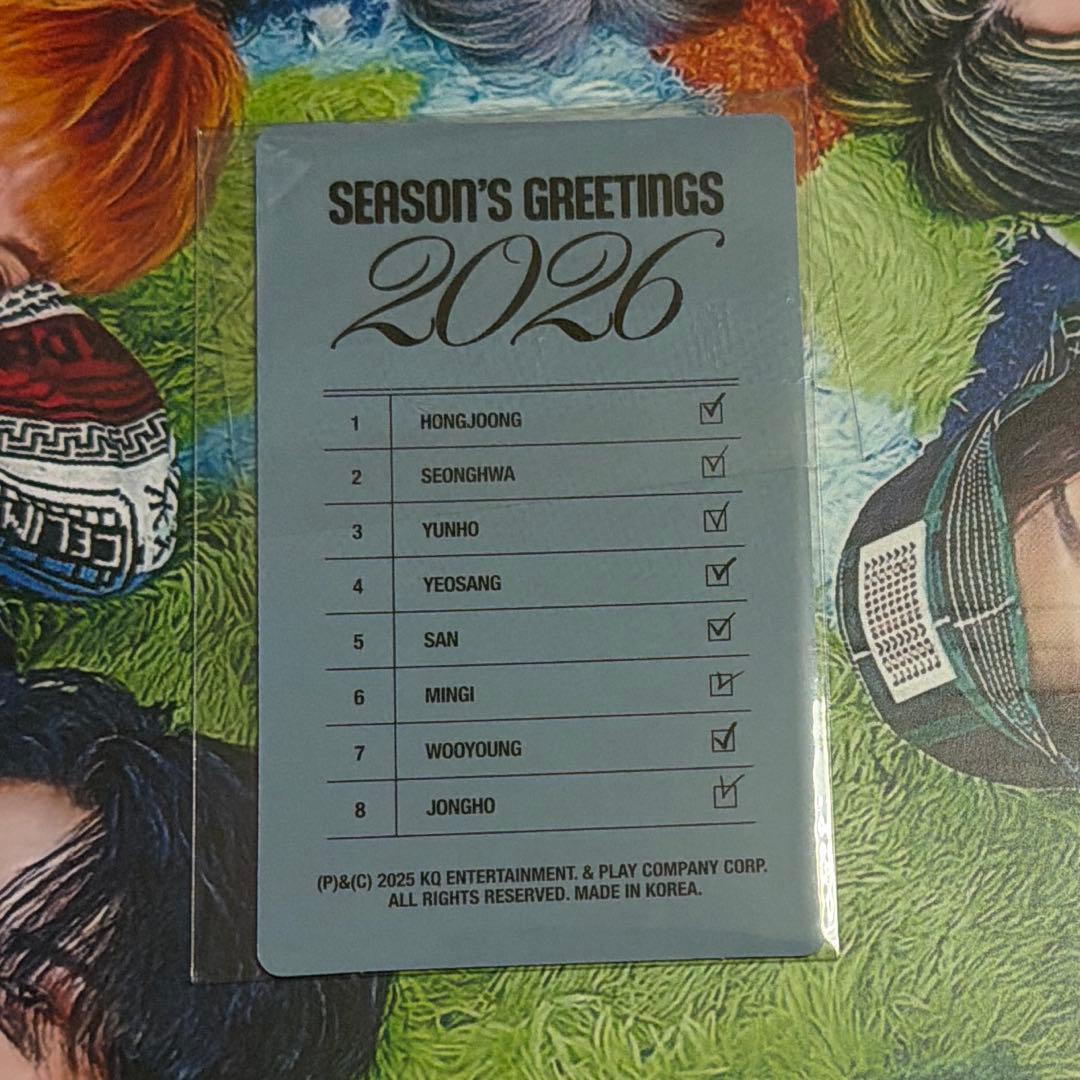 SEASON'S GREETINGS
2026
1 HONGJOONG
2 SEONGHWA
3 YUNHO
4 YEOSANG
5 SAN
6 MINGI
7 WOOYOUNG
8 JONGHO
(P)&(C) 2025 KQ ENTERTAINMENT. & PLAY COMPANY CORP.
ALL RIGHTS RESERVED. MADE IN KOREA.